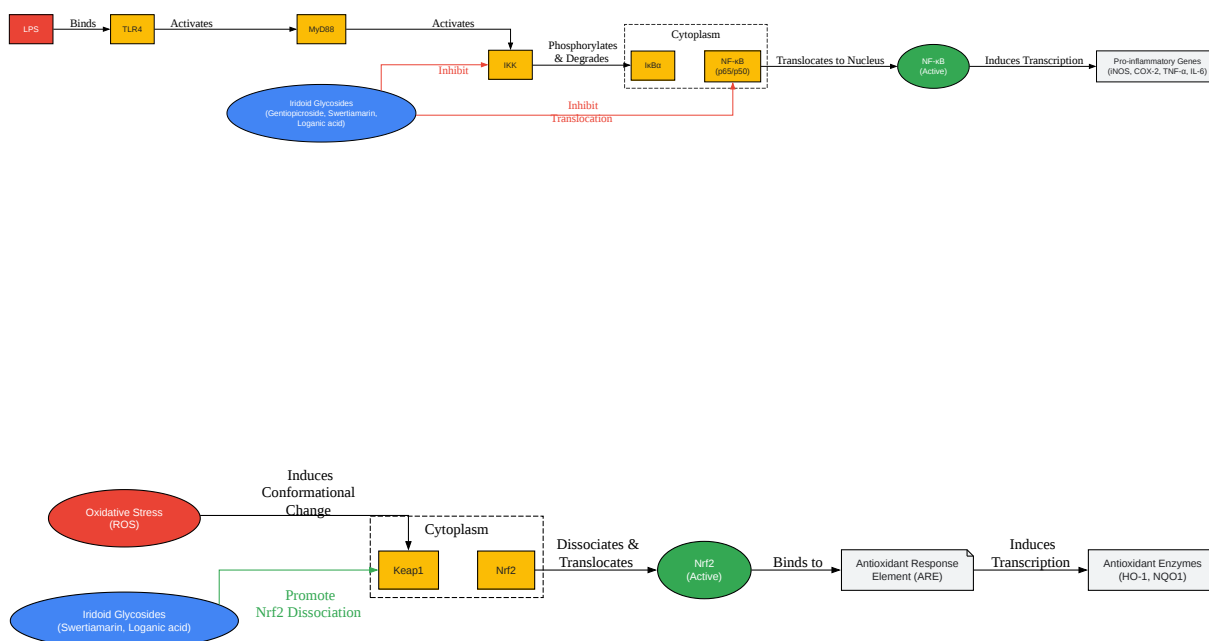 LPS
Binds
TLR4
Activates
MyD88
Activates
IKK
Phosphorylates
& Degrades
Cytoplasm
IκBα
NF-κB
(p65/p50)
Translocates to Nucleus
NF-κB
(Active)
Induces Transcription
Pro-inflammatory Genes
(iNOS, COX-2, TNF-α, IL-6)
Inhibit
Iridoid Glycosides
(Gentiopicroside, Swertiamarin,
Loganic acid)
Inhibit
Translocation
Oxidative Stress
(ROS)
Induces
Conformational
Change
Cytoplasm
Keap1
Nrf2
Dissociates &
Translocates
Nrf2
(Active)
Binds to
Antioxidant Response
Element (ARE)
Induces
Transcription
Antioxidant Enzymes
(HO-1, NQO1)
Promote
Nrf2 Dissociation
Iridoid Glycosides
(Swertiamarin, Loganic acid)